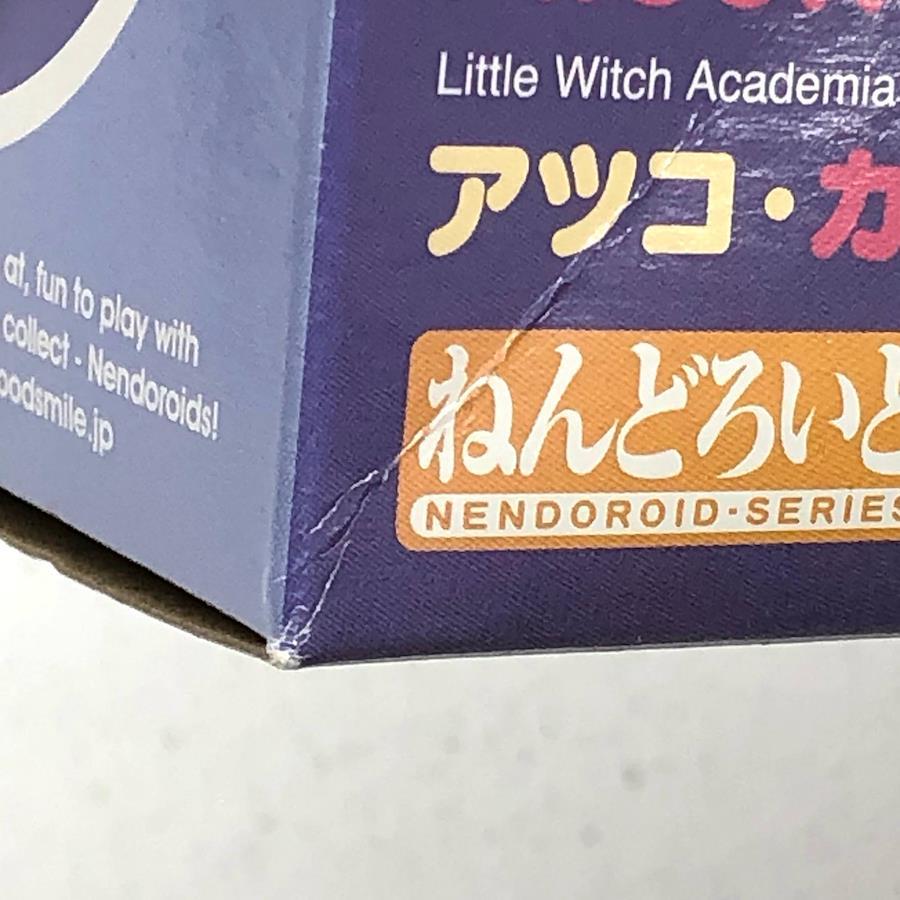 Little Witch Academia
アツコ・カ
ねんどろいど
NENDOROID·SERIES
at, fun to play with
collect - Nendoroids!
oodsmile.jp